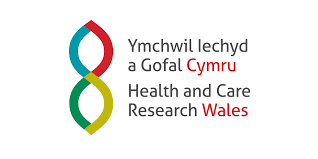 Ymchwil Iechyd
a Gofal Cymru
Health and Care
Research Wales